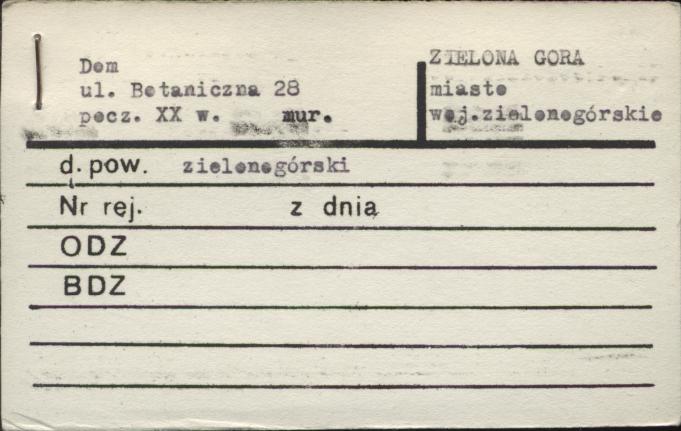 Dom
ul. Botaniczna 28
pocz. XX w. mur.
ZIELONA GORA
miasto
woj.zielonogórskie
d. pow. zielonogórski
Nr rej. z dnia
ODZ
BDZ